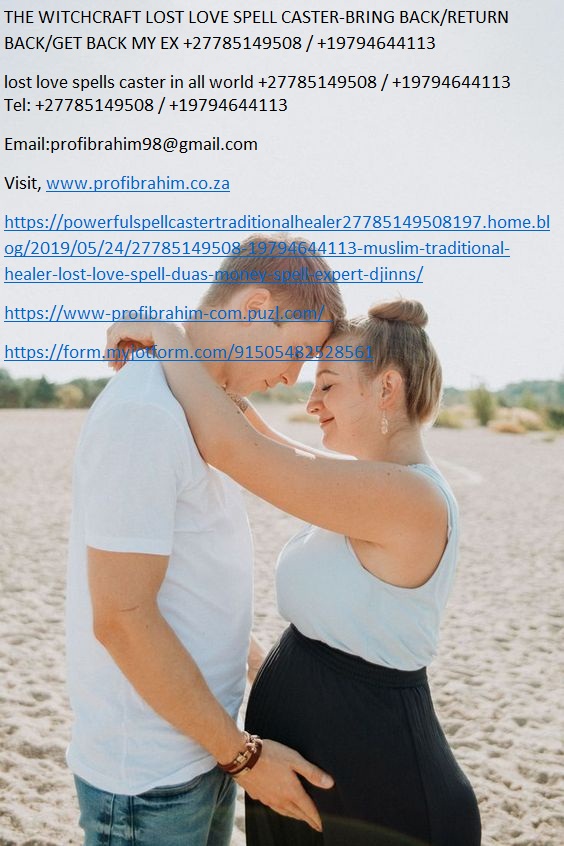 THE WITCHCRAFT LOST LOVE SPELL CASTER-BRING BACK/RETURN
BACK/GET BACK MY EX +27785149508 / +19794644113
lost love spells caster in all world +27785149508 / +19794644113
Tel: +27785149508 / +19794644113
Email:profibrahim98@gmail.com
Visit, www.profibrahim.co.za
https://powerfulspellcastertraditionalhealer27785149508197.home.bl
og/2019/05/24/27785149508-19794644113-muslim-traditional-
healer-lost-love-spell-duas-money-spell-expert-djinns/
https://www-profibrahim-com.puzl.com/
https://form.myjotform.com/91505482528561